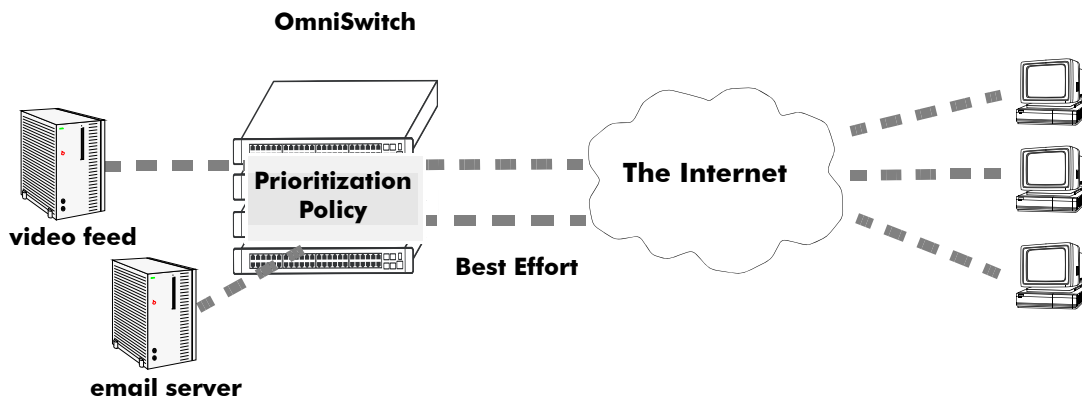 OmniSwitch
Prioritization
Policy
The Internet
video feed
Best Effort
email server